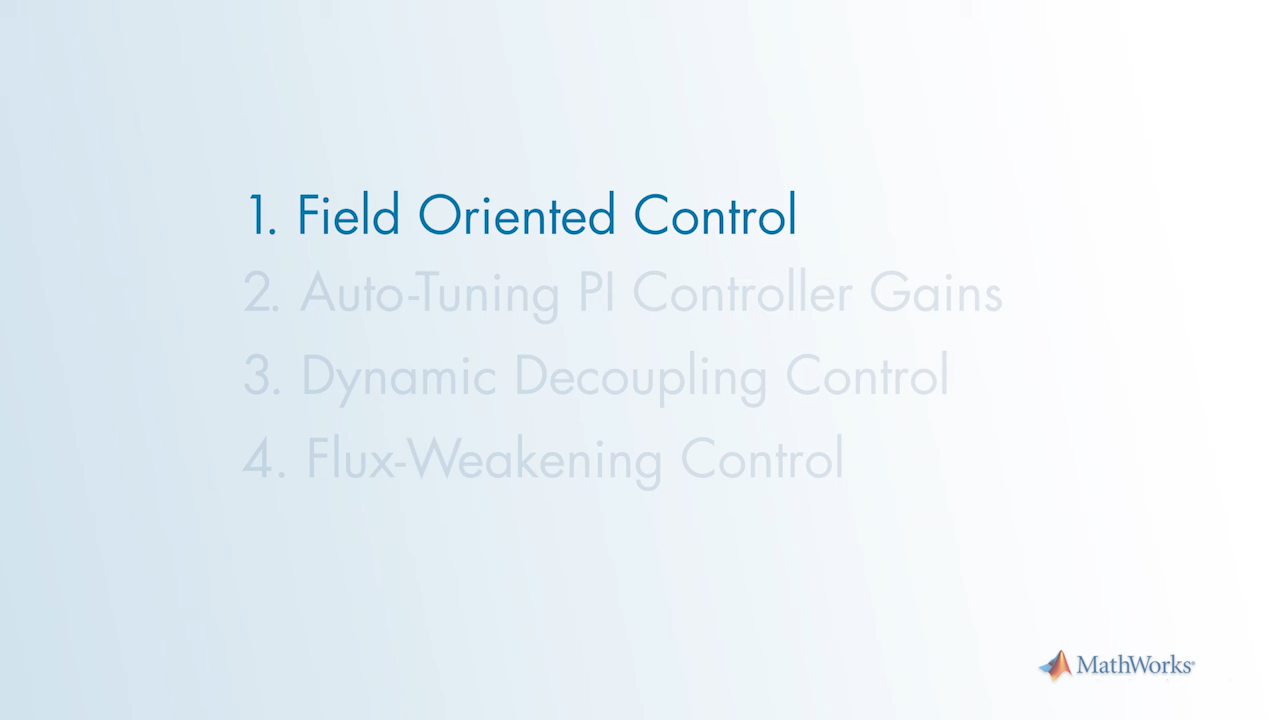 1. Field Oriented Control
2. Auto-Tuning PI Controller Gains
3. Dynamic Decoupling Control
4. Flux-Weakening Control
MathWorks®